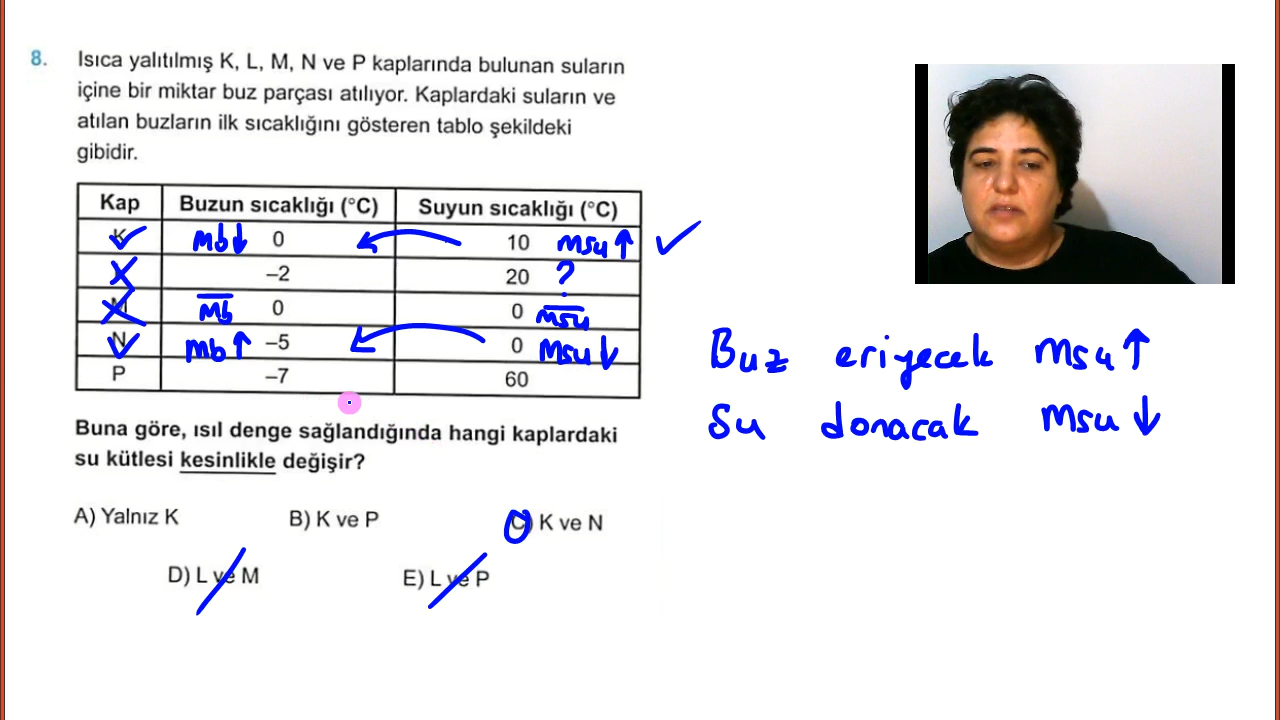 8. Isıca yalıtılmış K, L, M, N ve P kaplarında bulunan suların
içine bir miktar buz parçası atılıyor. Kaplardaki suların ve
atılan buzların ilk sıcaklığını gösteren tablo şekildeki
gibidir.
Kap Buzun sıcaklığı (°C) Suyun sıcaklığı (°C)
K mb↓ 0 10 msu↑
L –2 20 ?
M mb 0 0 msu
N mb↑ –5 0 msu↓
P –7 60
Buz eriyecek msu↑
Su donacak msu↓
Buna göre, ısıl denge sağlandığında hangi kaplardaki
su kütlesi kesinlikle değişir?
A) Yalnız K B) K ve P C) K ve N
D) L ve M E) L ve P